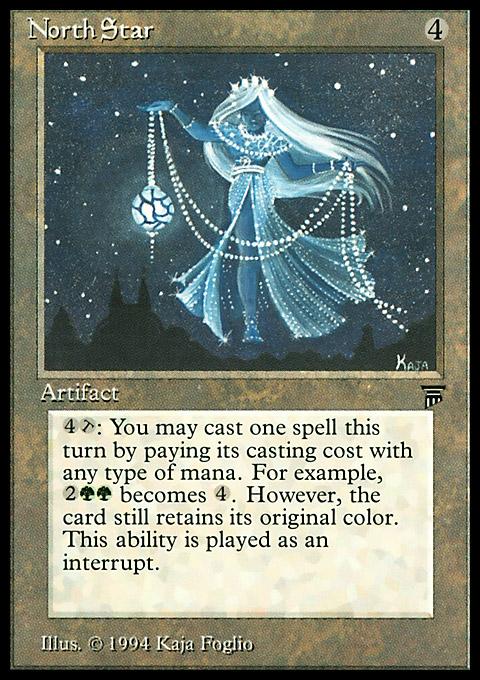 North Star 4
KAJA
Artifact
4: You may cast one spell this
turn by paying its casting cost with
any type of mana. For example,
2 becomes 4. However, the
card still retains its original color.
This ability is played as an
interrupt.
Illus. © 1994 Kaja Foglio